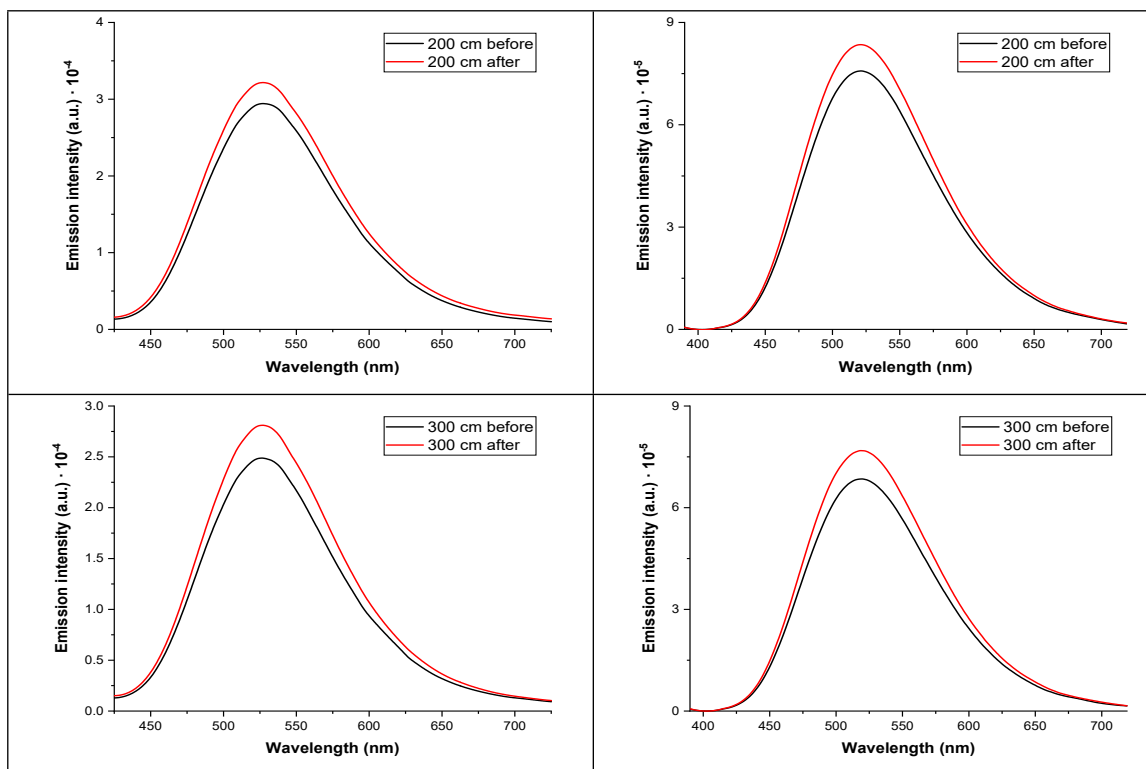 Emission intensity (a.u.) · 10⁻⁴
4
3
2
1
0
450 500 550 600 650 700
Wavelength (nm)
200 cm before
200 cm after
Emission intensity (a.u.) · 10⁻⁵
9
6
3
0
400 450 500 550 600 650 700
Wavelength (nm)
200 cm before
200 cm after
Emission intensity (a.u.) · 10⁻⁴
3.0
2.5
2.0
1.5
1.0
0.5
0.0
450 500 550 600 650 700
Wavelength (nm)
300 cm before
300 cm after
Emission intensity (a.u.) · 10⁻⁵
9
6
3
0
400 450 500 550 600 650 700
Wavelength (nm)
300 cm before
300 cm after